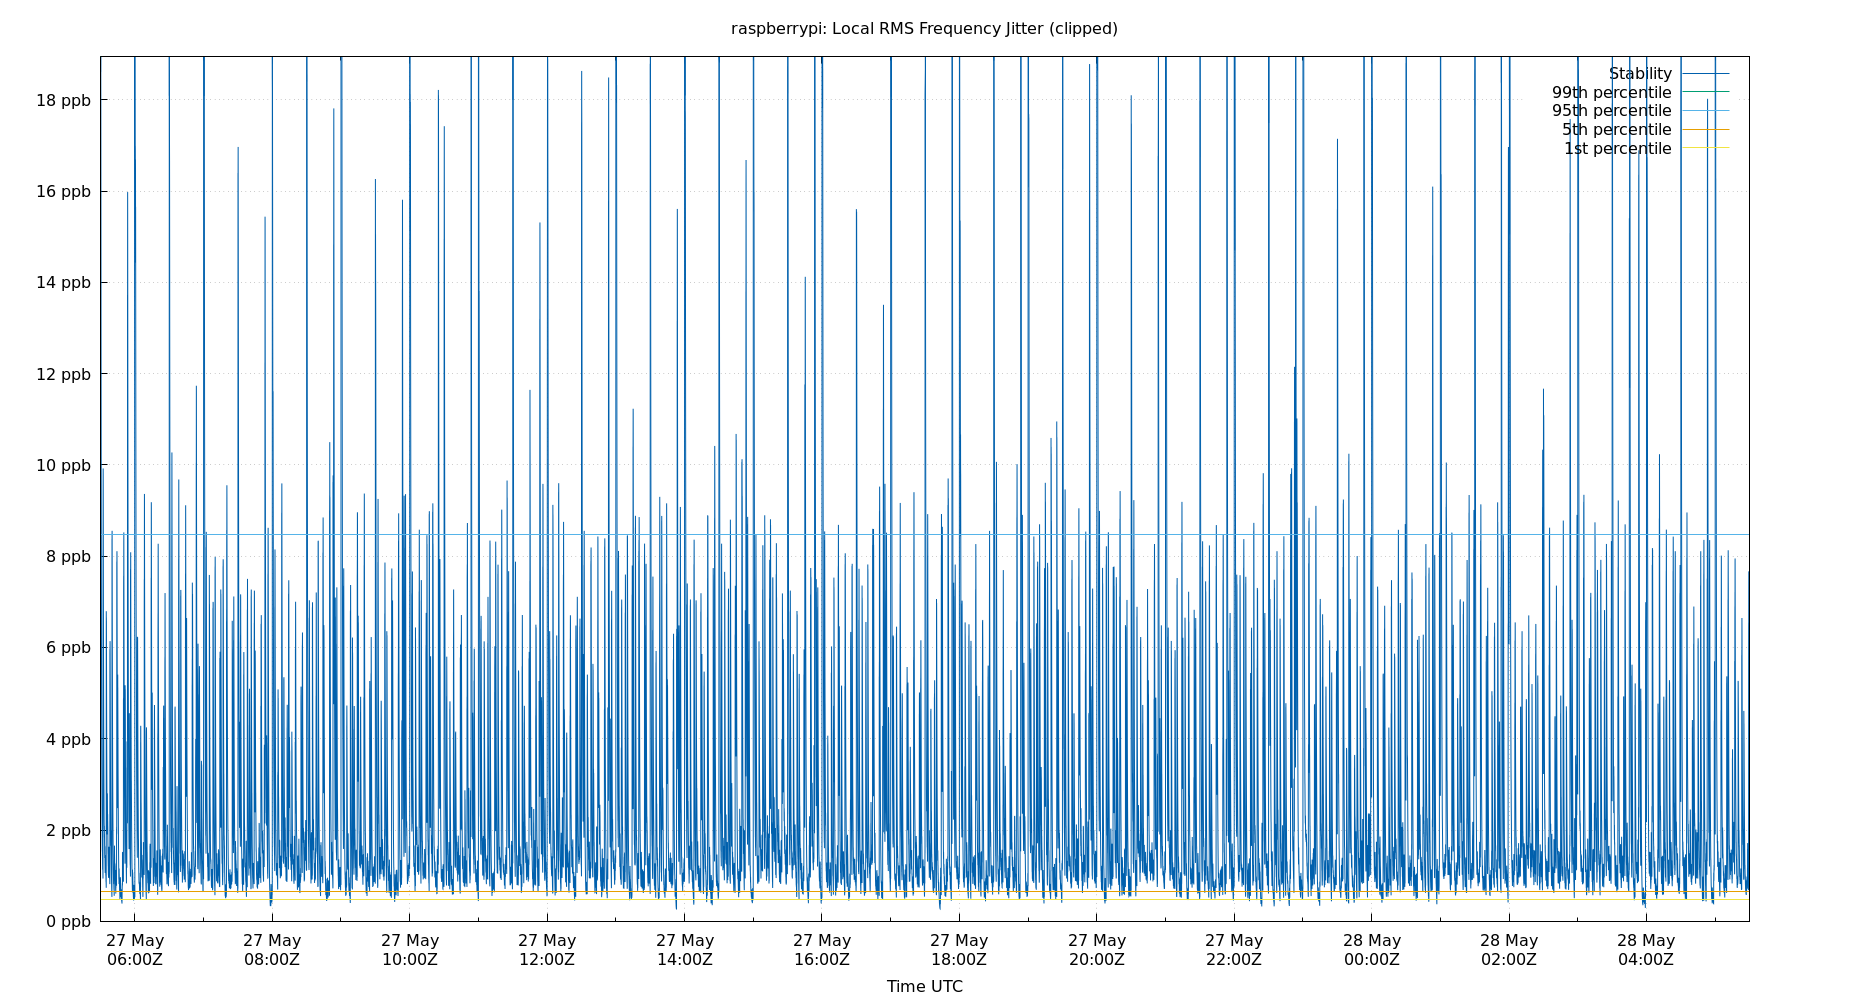 raspberrypi: Local RMS Frequency Jitter (clipped)
Stability
99th percentile
95th percentile
5th percentile
1st percentile
18 ppb
16 ppb
14 ppb
12 ppb
10 ppb
8 ppb
6 ppb
4 ppb
2 ppb
0 ppb
27 May 27 May 27 May 27 May 27 May 27 May 27 May 27 May 27 May 28 May 28 May 28 May
06:00Z 08:00Z 10:00Z 12:00Z 14:00Z 16:00Z 18:00Z 20:00Z 22:00Z 00:00Z 02:00Z 04:00Z
Time UTC